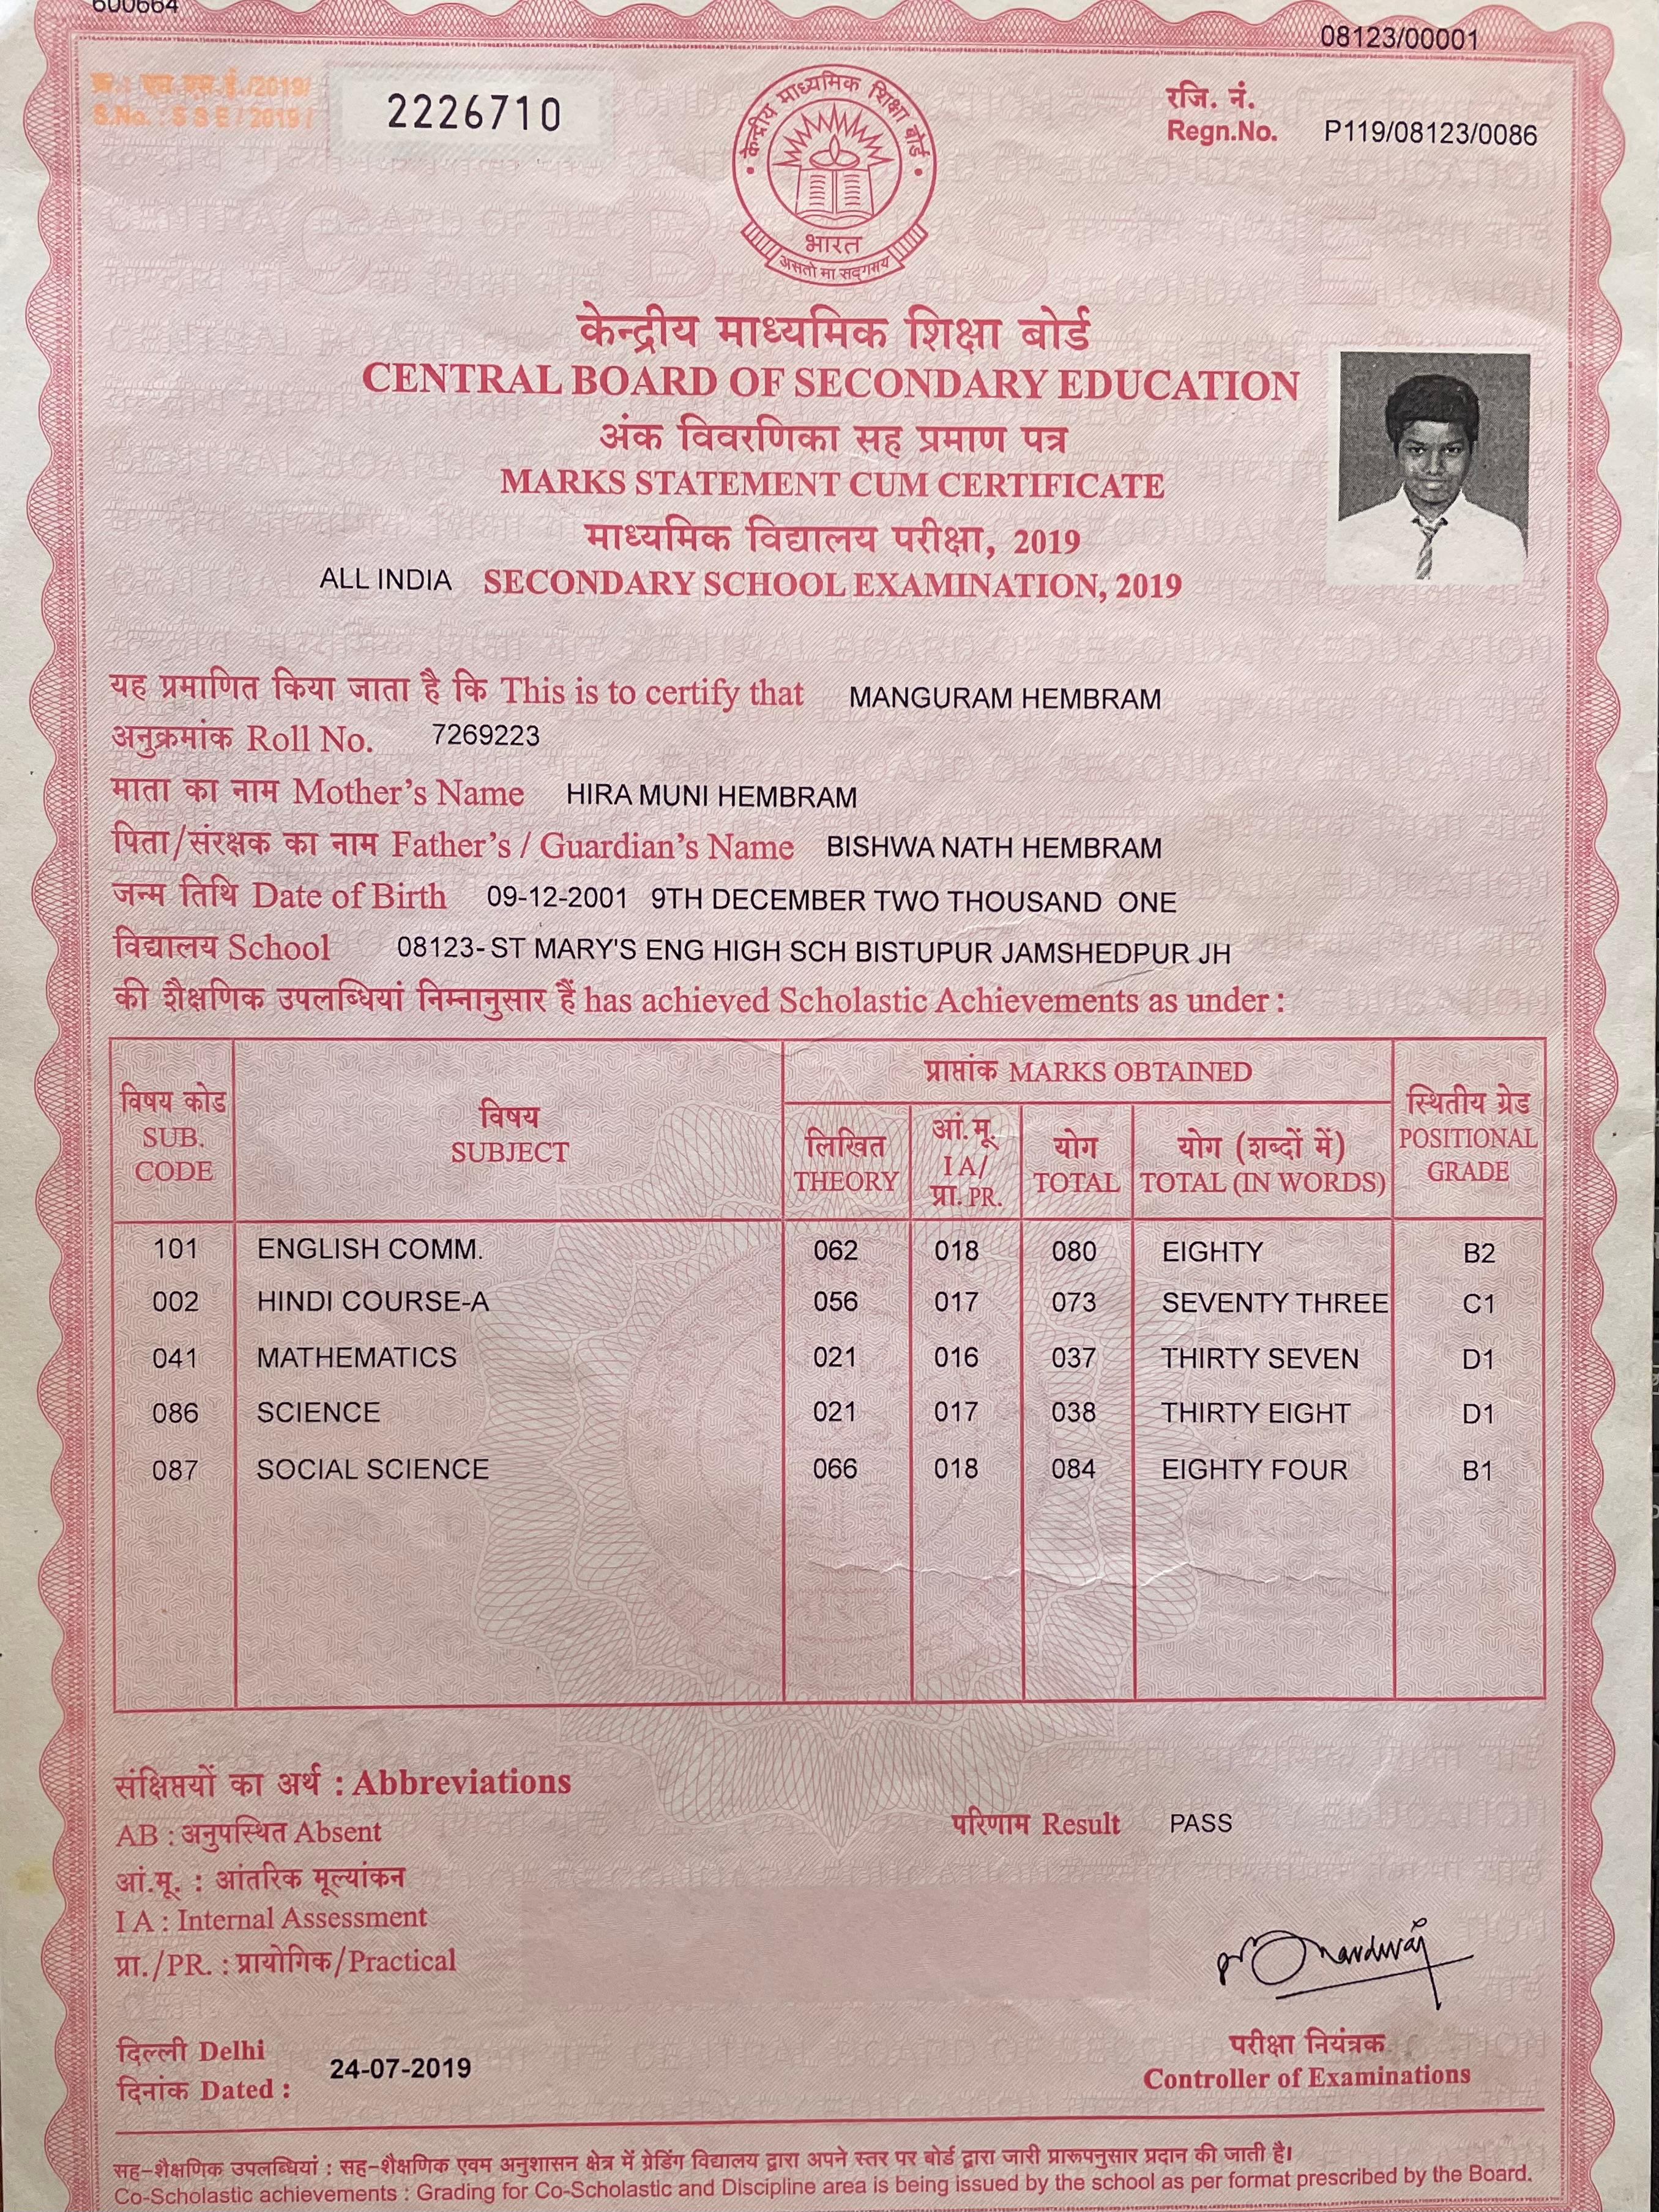 600664
08123/00001
क्र.: एस.एस.ई./2019/
S.No. : S S E / 2019 /
2226710
रजि. नं.
Regn.No. P119/08123/0086
केन्द्रीय माध्यमिक शिक्षा बोर्ड
भारत
असतो मा सद्गमय
केन्द्रीय माध्यमिक शिक्षा बोर्ड
CENTRAL BOARD OF SECONDARY EDUCATION
अंक विवरणिका सह प्रमाण पत्र
MARKS STATEMENT CUM CERTIFICATE
माध्यमिक विद्यालय परीक्षा, 2019
ALL INDIA SECONDARY SCHOOL EXAMINATION, 2019
यह प्रमाणित किया जाता है कि This is to certify that MANGURAM HEMBRAM
अनुक्रमांक Roll No. 7269223
माता का नाम Mother's Name HIRA MUNI HEMBRAM
पिता/संरक्षक का नाम Father's / Guardian's Name BISHWA NATH HEMBRAM
जन्म तिथि Date of Birth 09-12-2001 9TH DECEMBER TWO THOUSAND ONE
विद्यालय School 08123- ST MARY'S ENG HIGH SCH BISTUPUR JAMSHEDPUR JH
की शैक्षणिक उपलब्धियां निम्नानुसार हैं has achieved Scholastic Achievements as under :
विषय कोड
SUB.
CODE
विषय
SUBJECT
प्राप्तांक MARKS OBTAINED
लिखित
THEORY
आं.मू.
I A/
प्रा. PR.
योग
TOTAL
योग (शब्दों में)
TOTAL (IN WORDS)
स्थितीय ग्रेड
POSITIONAL
GRADE
101 ENGLISH COMM. 062 018 080 EIGHTY B2
002 HINDI COURSE-A 056 017 073 SEVENTY THREE C1
041 MATHEMATICS 021 016 037 THIRTY SEVEN D1
086 SCIENCE 021 017 038 THIRTY EIGHT D1
087 SOCIAL SCIENCE 066 018 084 EIGHTY FOUR B1
संक्षिप्तियों का अर्थ : Abbreviations
AB : अनुपस्थित Absent
परिणाम Result PASS
आं.मू. : आंतरिक मूल्यांकन
I A : Internal Assessment
प्रा./PR. : प्रायोगिक/Practical
दिल्ली Delhi
दिनांक Dated : 24-07-2019
परीक्षा नियंत्रक
Controller of Examinations
सह-शैक्षणिक उपलब्धियां : सह-शैक्षणिक एवम अनुशासन क्षेत्र में ग्रेडिंग विद्यालय द्वारा अपने स्तर पर बोर्ड द्वारा जारी प्रारूपनुसार प्रदान की जाती है।
Co-Scholastic achievements : Grading for Co-Scholastic and Discipline area is being issued by the school as per format prescribed by the Board.